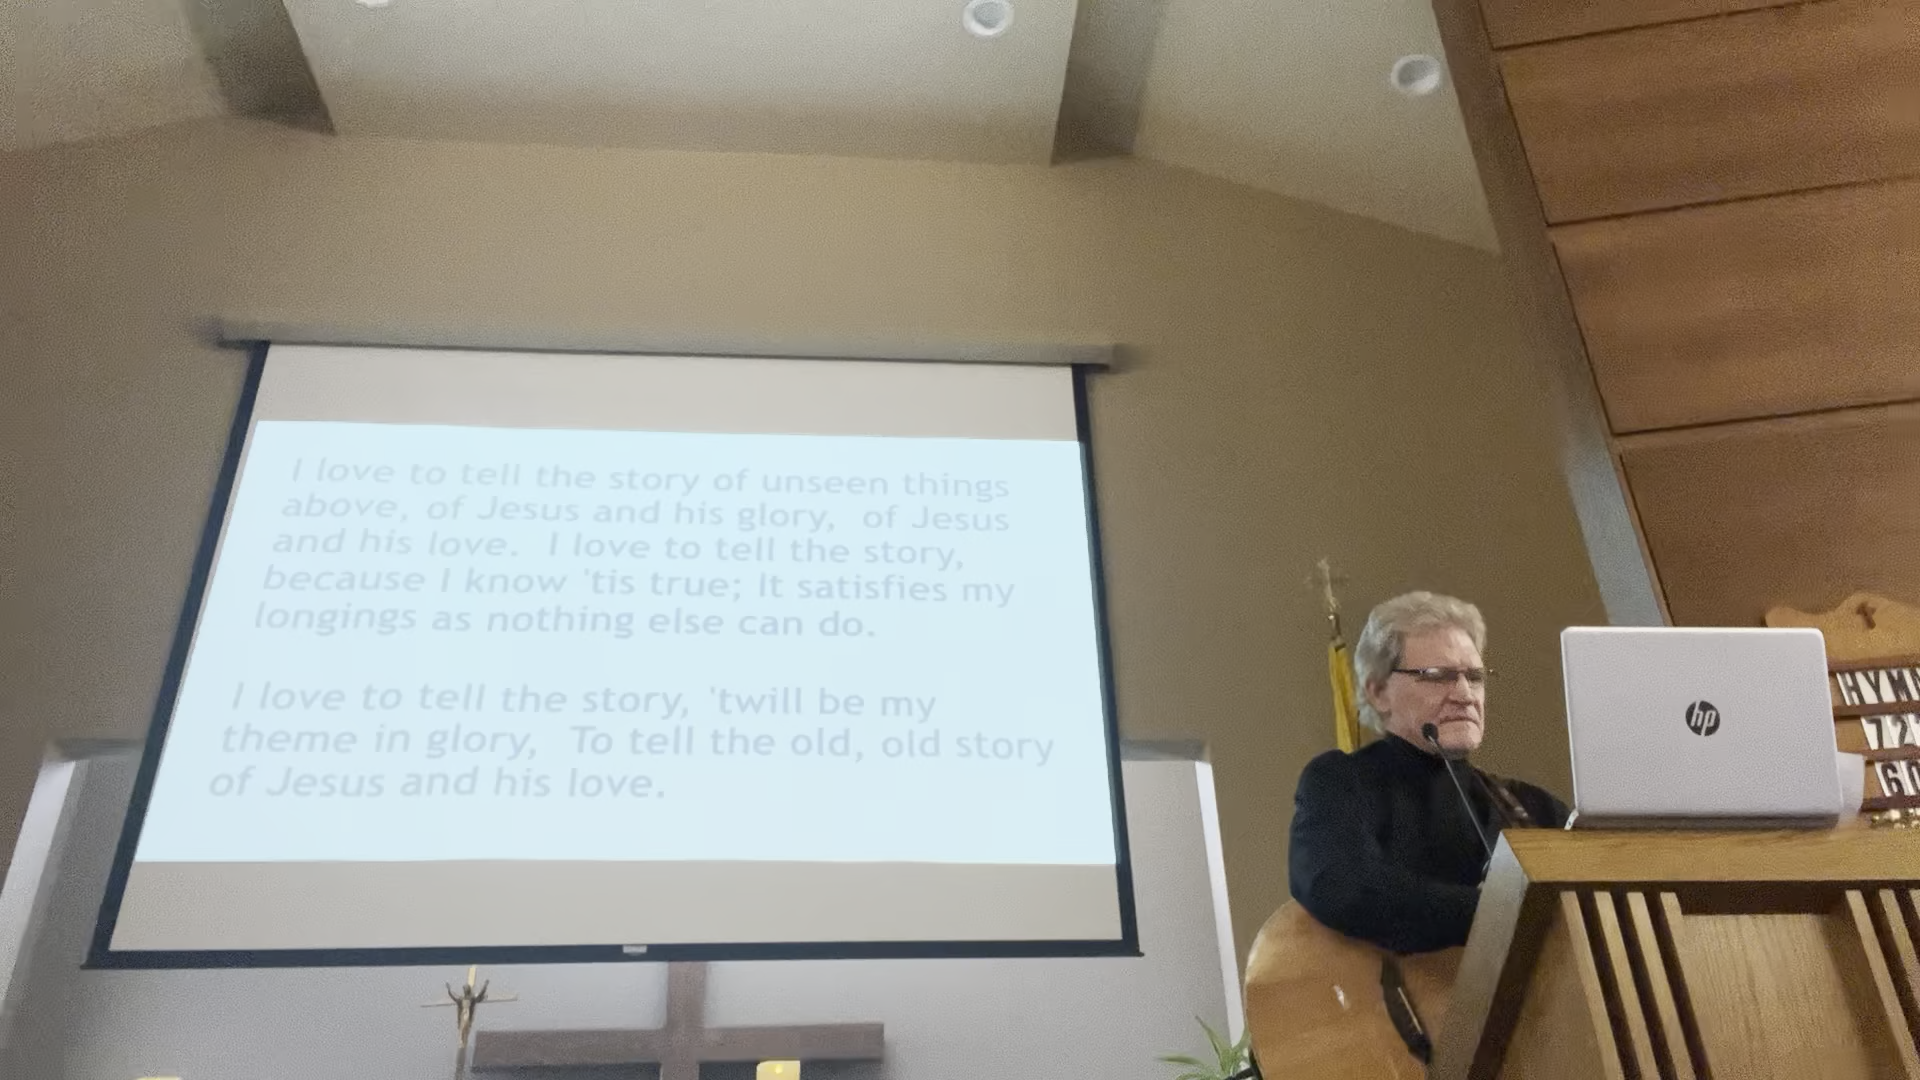 I love to tell the story of unseen things
above, of Jesus and his glory, of Jesus
and his love. I love to tell the story,
because I know 'tis true; It satisfies my
longings as nothing else can do.
I love to tell the story, 'twill be my
theme in glory, To tell the old, old story
of Jesus and his love.
hp